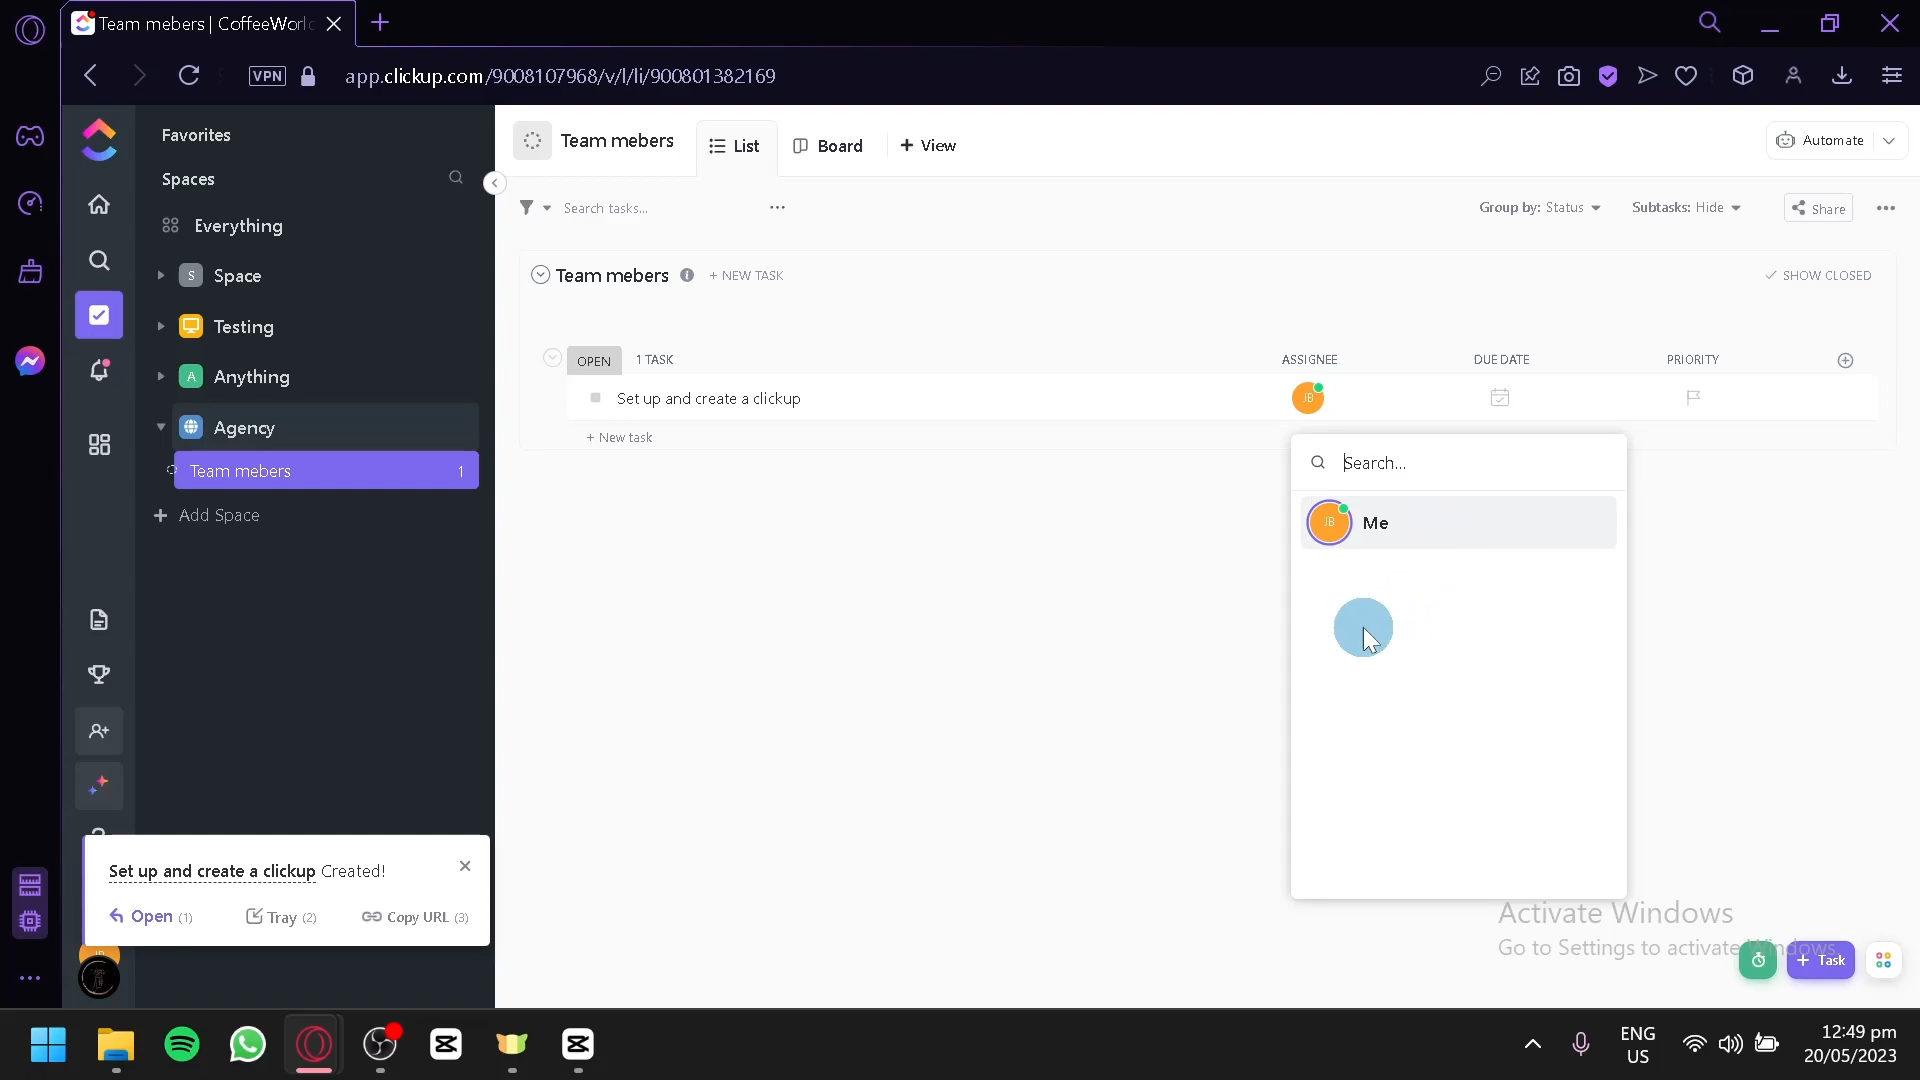 Team mebers | CoffeeWorl
VPN
app.clickup.com/9008107968/v/l/li/900801382169
Favorites
Spaces
Everything
S Space
Testing
A Anything
Agency
Team mebers 1
+ Add Space
Team mebers
List
Board
+ View
Automate
Search tasks...
Group by: Status
Subtasks: Hide
Share
Team mebers
+ NEW TASK
SHOW CLOSED
OPEN
1 TASK
ASSIGNEE
DUE DATE
PRIORITY
Set up and create a clickup
JB
+ New task
Search...
JB Me
Set up and create a clickup Created!
Open (1)
Tray (2)
Copy URL (3)
Activate Windows
Go to Settings to activate Windows.
+ Task
ENG
US
12:49 pm
20/05/2023